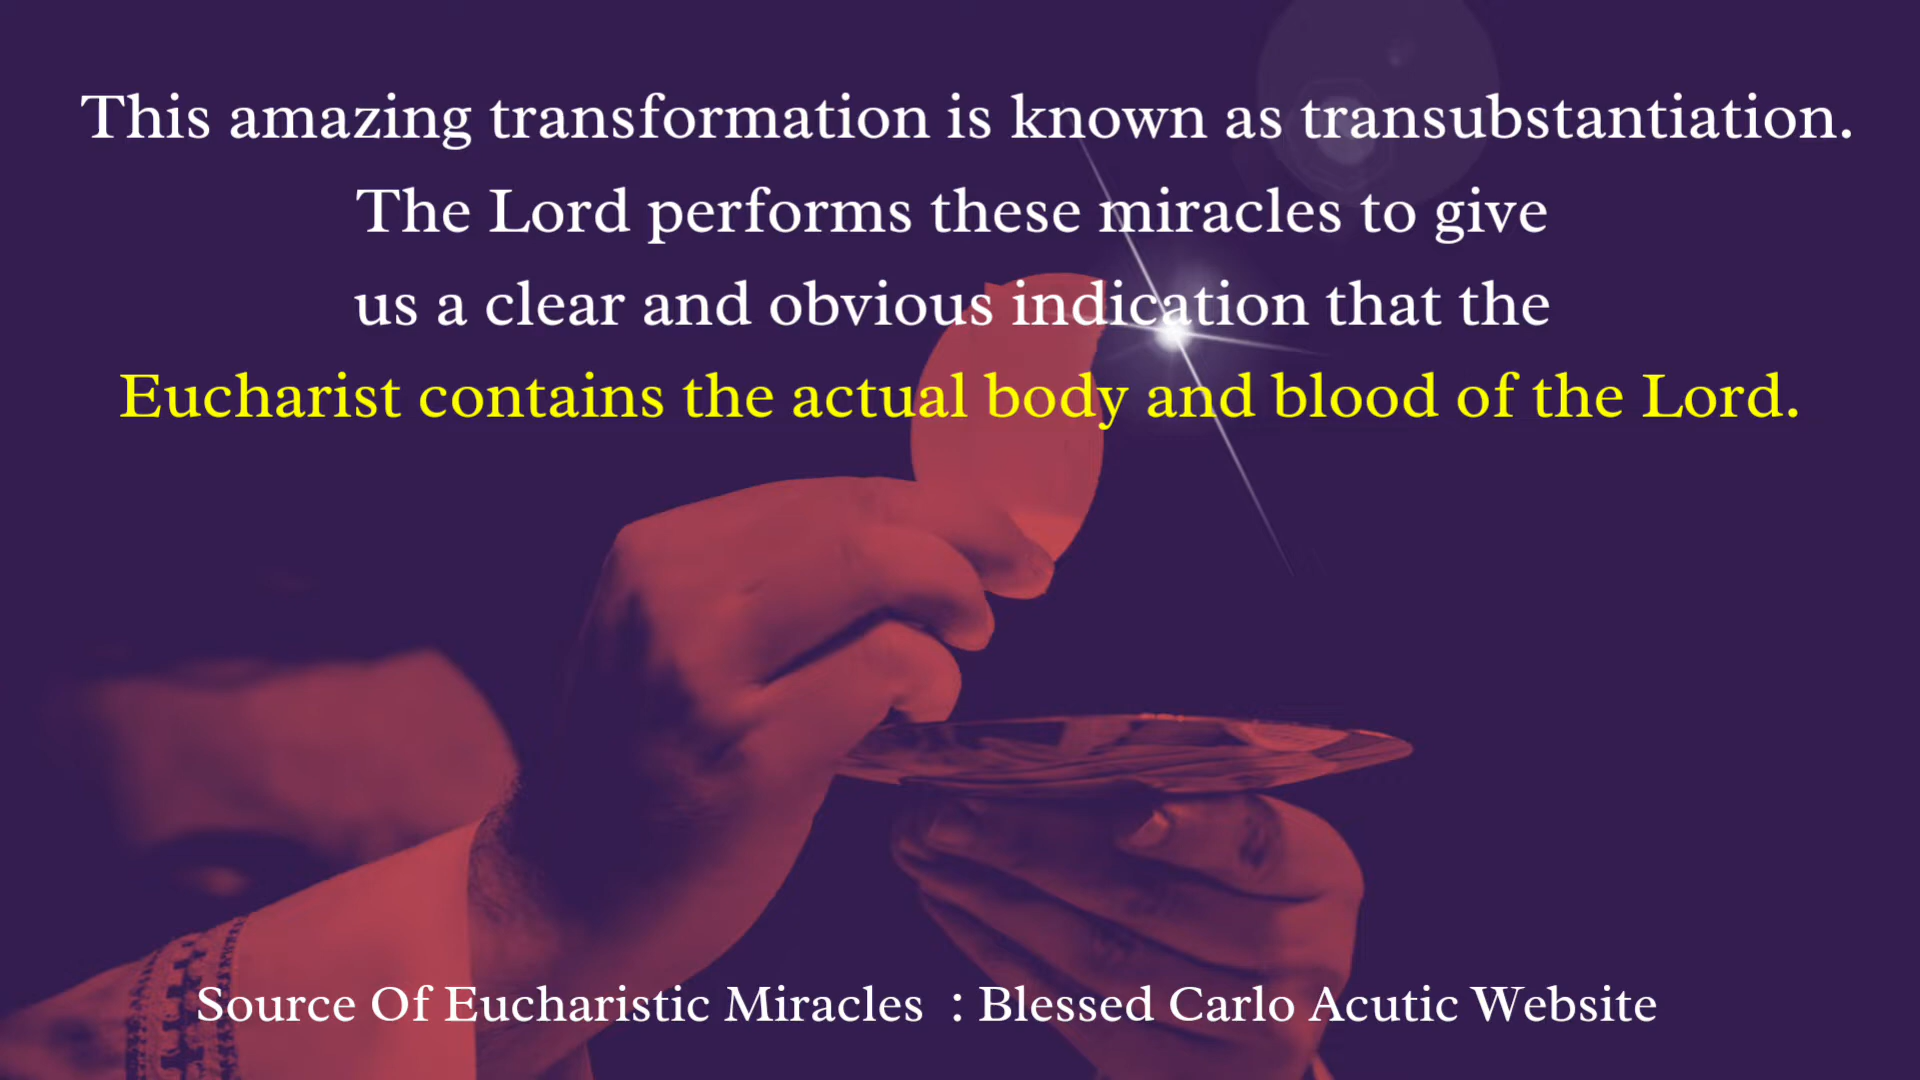 This amazing transformation is known as transubstantiation.
The Lord performs these miracles to give
us a clear and obvious indication that the
Eucharist contains the actual body and blood of the Lord.
Source Of Eucharistic Miracles : Blessed Carlo Acutic Website